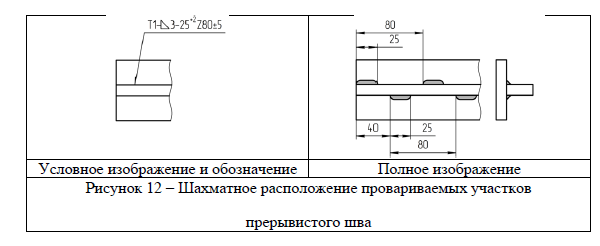 Т1-◺3-25⁺²Z80±5
80
25
40
25
80
Условное изображение и обозначение
Полное изображение
Рисунок 12 – Шахматное расположение провариваемых участков
прерывистого шва